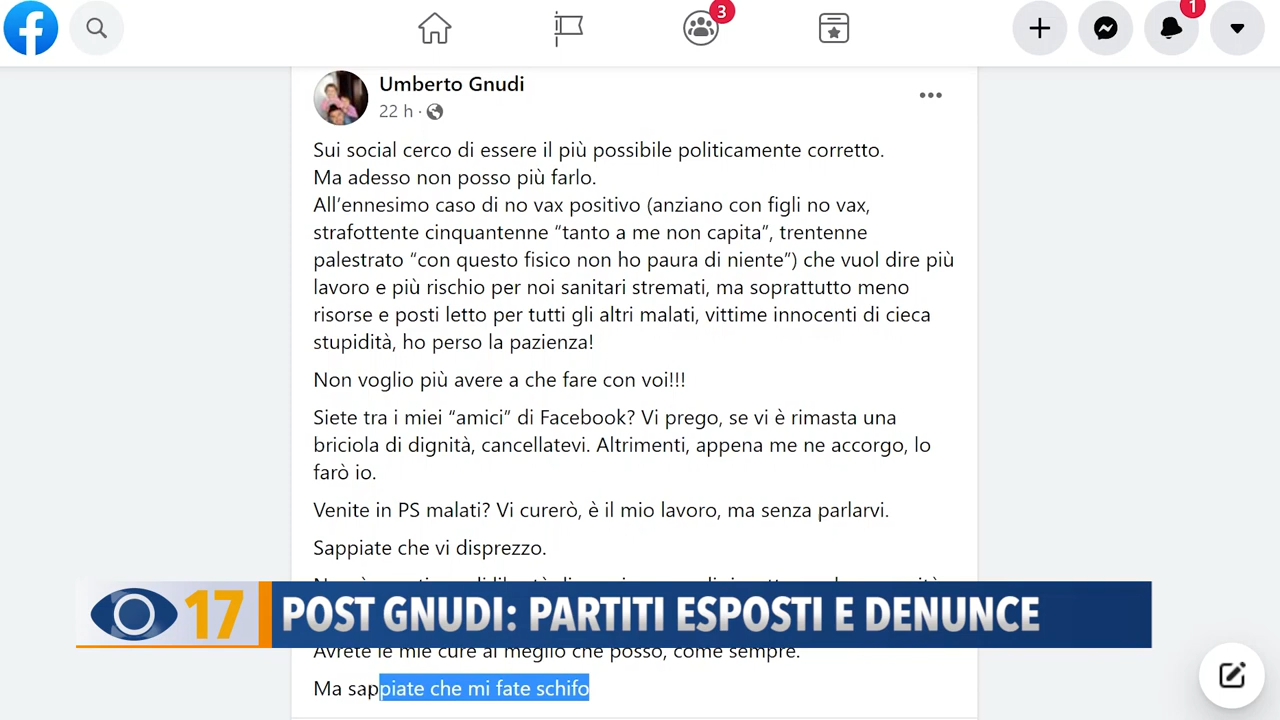 3
1
Umberto Gnudi
22 h ·
Sui social cerco di essere il più possibile politicamente corretto.
Ma adesso non posso più farlo.
All'ennesimo caso di no vax positivo (anziano con figli no vax,
strafottente cinquantenne “tanto a me non capita”, trentenne
palestrato “con questo fisico non ho paura di niente”) che vuol dire più
lavoro e più rischio per noi sanitari stremati, ma soprattutto meno
risorse e posti letto per tutti gli altri malati, vittime innocenti di cieca
stupidità, ho perso la pazienza!
Non voglio più avere a che fare con voi!!!
Siete tra i miei “amici” di Facebook? Vi prego, se vi è rimasta una
briciola di dignità, cancellatevi. Altrimenti, appena me ne accorgo, lo
farò io.
Venite in PS malati? Vi curerò, è il mio lavoro, ma senza parlarvi.
Sappiate che vi disprezzo.
17 POST GNUDI: PARTITI ESPOSTI E DENUNCE
Avrete le mie cure al meglio che posso, come sempre.
Ma sappiate che mi fate schifo